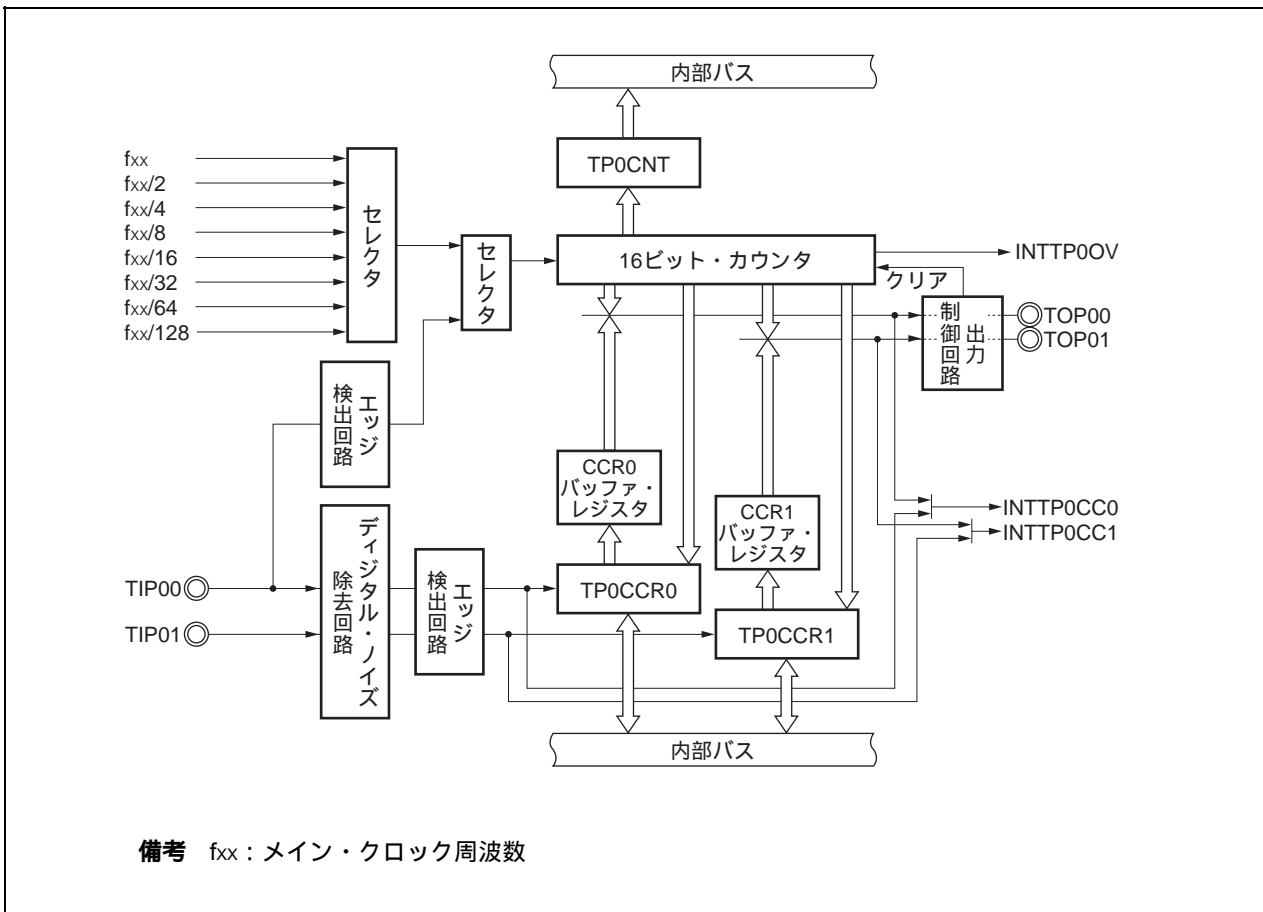 内部バス
TP0CNT
fxx
fxx/2
fxx/4
fxx/8
fxx/16
fxx/32
fxx/64
fxx/128
セレクタ
セレクタ
16ビット・カウンタ
INTTP0OV
クリア
出力
制御回路
TOP00
TOP01
エッジ
検出回路
CCR0
バッファ・
レジスタ
CCR1
バッファ・
レジスタ
INTTP0CC0
INTTP0CC1
TIP00
TIP01
ディジタル・ノイズ
除去回路
エッジ
検出回路
TP0CCR0
TP0CCR1
内部バス
備考 fxx：メイン・クロック周波数